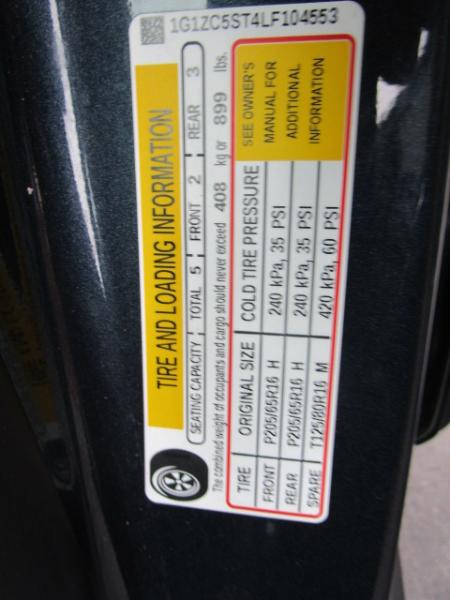 1G1ZC5ST4LF104553
TIRE AND LOADING INFORMATION
SEATING CAPACITY TOTAL 5 FRONT 2 REAR 3
The combined weight of occupants and cargo should never exceed 408 kg or 899 lbs.
TIRE ORIGINAL SIZE COLD TIRE PRESSURE SEE OWNER'S
FRONT P205/65R16 H 240 kPa, 35 PSI MANUAL FOR
REAR P205/65R16 H 240 kPa, 35 PSI ADDITIONAL
SPARE T125/80R16 M 420 kPa, 60 PSI INFORMATION